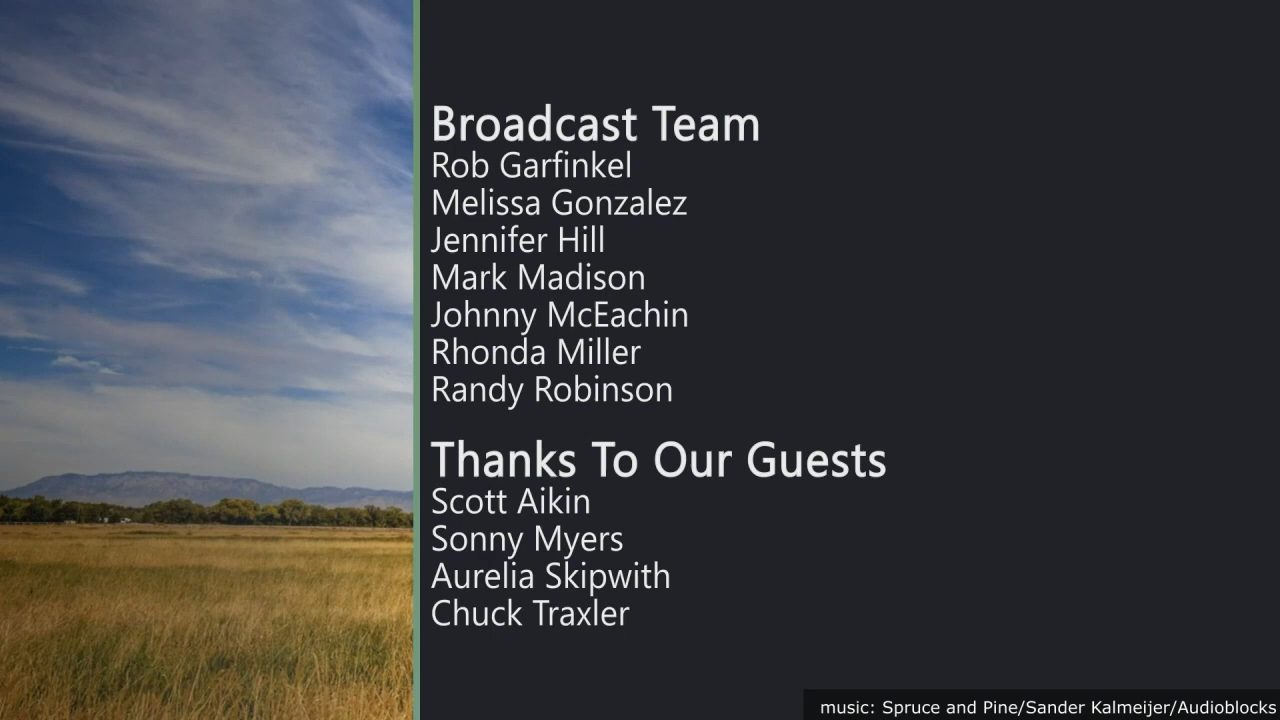 Broadcast Team
Rob Garfinkel
Melissa Gonzalez
Jennifer Hill
Mark Madison
Johnny McEachin
Rhonda Miller
Randy Robinson
Thanks To Our Guests
Scott Aikin
Sonny Myers
Aurelia Skipwith
Chuck Traxler
music: Spruce and Pine/Sander Kalmeijer/Audioblocks